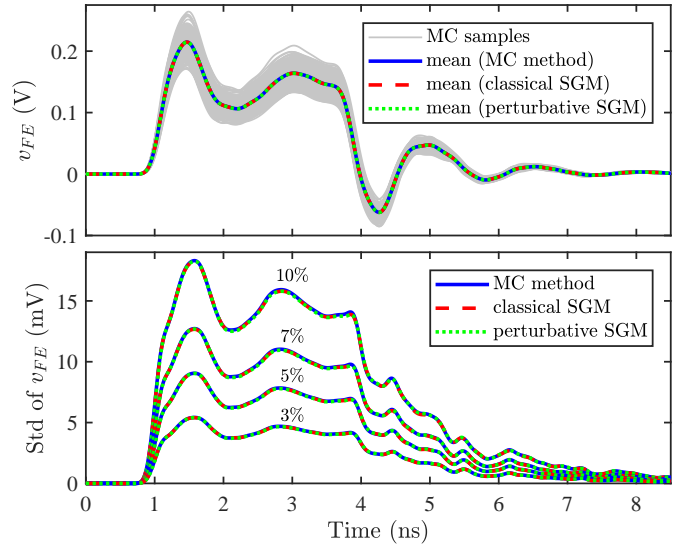 0.2
0.1
0
-0.1
v_FE (V)
MC samples
mean (MC method)
mean (classical SGM)
mean (perturbative SGM)
15
10
5
0
Std of v_FE (mV)
10%
7%
5%
3%
MC method
classical SGM
perturbative SGM
0 1 2 3 4 5 6 7 8
Time (ns)